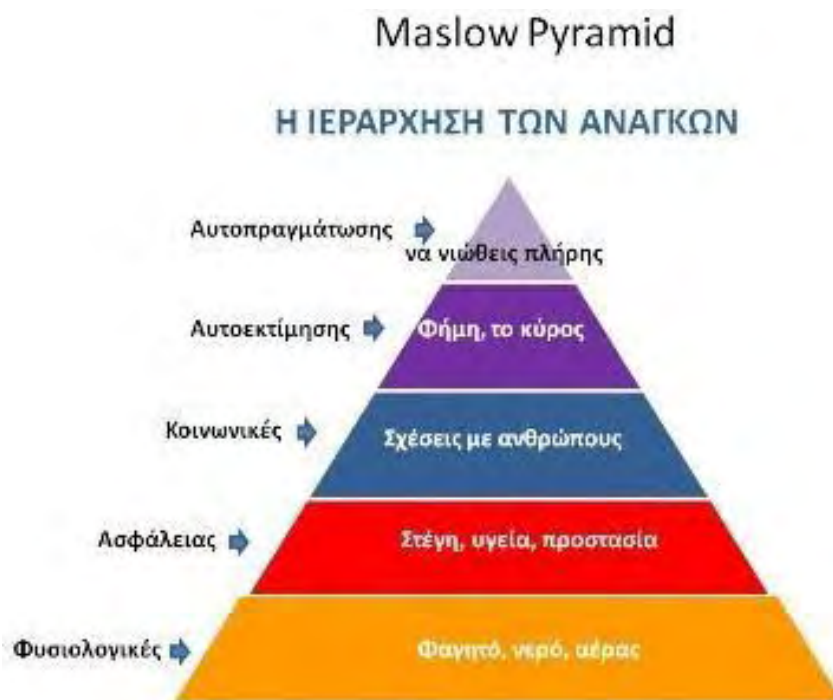 Maslow Pyramid
Η ΙΕΡΑΡΧΗΣΗ ΤΩΝ ΑΝΑΓΚΩΝ
Αυτοπραγμάτωσης
να νιώθεις πλήρης
Αυτοεκτίμησης
Φήμη, το κύρος
Κοινωνικές
Σχέσεις με ανθρώπους
Ασφάλειας
Στέγη, υγεία, προστασία
Φυσιολογικές
Φαγητό, νερό, αέρας